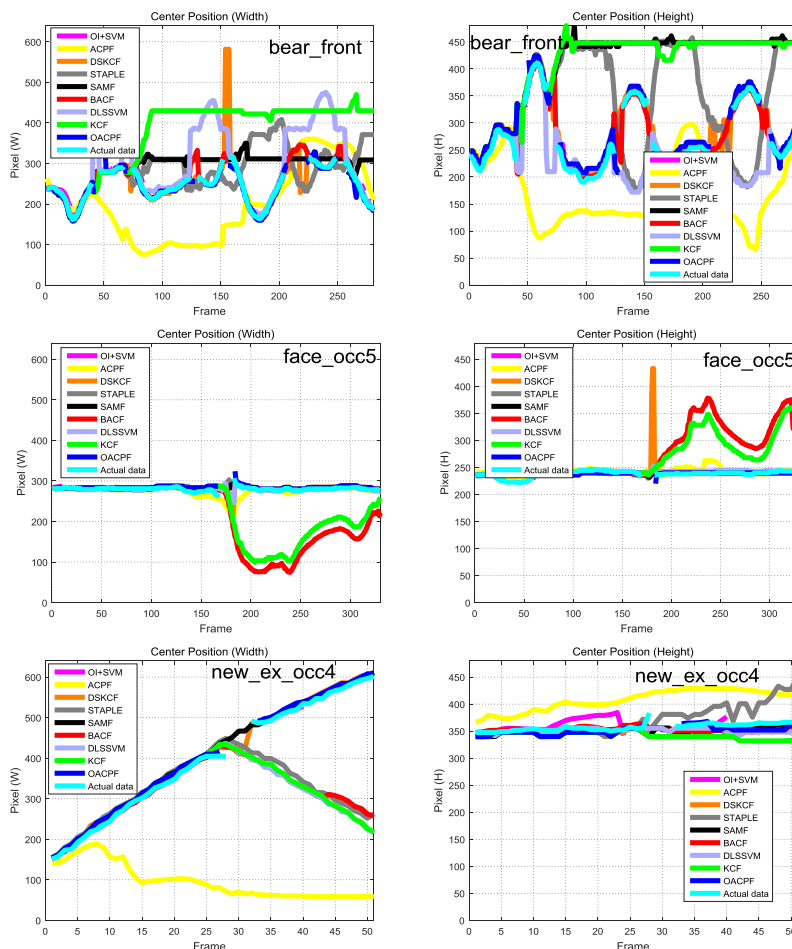 Center Position (Width)
bear_front
Pixel (W)
600
500
400
300
200
100
0
OI+SVM
ACPF
DSKCF
STAPLE
SAMF
BACF
DLSSVM
KCF
OACPF
Actual data
0 50 100 150 200 250
Frame
Center Position (Height)
bear_front
Pixel (H)
450
400
350
300
250
200
150
100
50
0
OI+SVM
ACPF
DSKCF
STAPLE
SAMF
BACF
DLSSVM
KCF
OACPF
Actual data
0 50 100 150 200 250
Frame
Center Position (Width)
face_occ5
Pixel (W)
600
500
400
300
200
100
0
OI+SVM
ACPF
DSKCF
STAPLE
SAMF
BACF
DLSSVM
KCF
OACPF
Actual data
0 50 100 150 200 250 300
Frame
Center Position (Height)
face_occ5
Pixel (H)
450
400
350
300
250
200
150
100
50
0
OI+SVM
ACPF
DSKCF
STAPLE
SAMF
BACF
DLSSVM
KCF
OACPF
Actual data
0 50 100 150 200 250 300
Frame
Center Position (Width)
new_ex_occ4
Pixel (W)
600
500
400
300
200
100
0
OI+SVM
ACPF
DSKCF
STAPLE
SAMF
BACF
DLSSVM
KCF
OACPF
Actual data
0 5 10 15 20 25 30 35 40 45 50
Frame
Center Position (Height)
new_ex_occ4
Pixel (H)
450
400
350
300
250
200
150
100
50
0
OI+SVM
ACPF
DSKCF
STAPLE
SAMF
BACF
DLSSVM
KCF
OACPF
Actual data
0 5 10 15 20 25 30 35 40 45 50
Frame